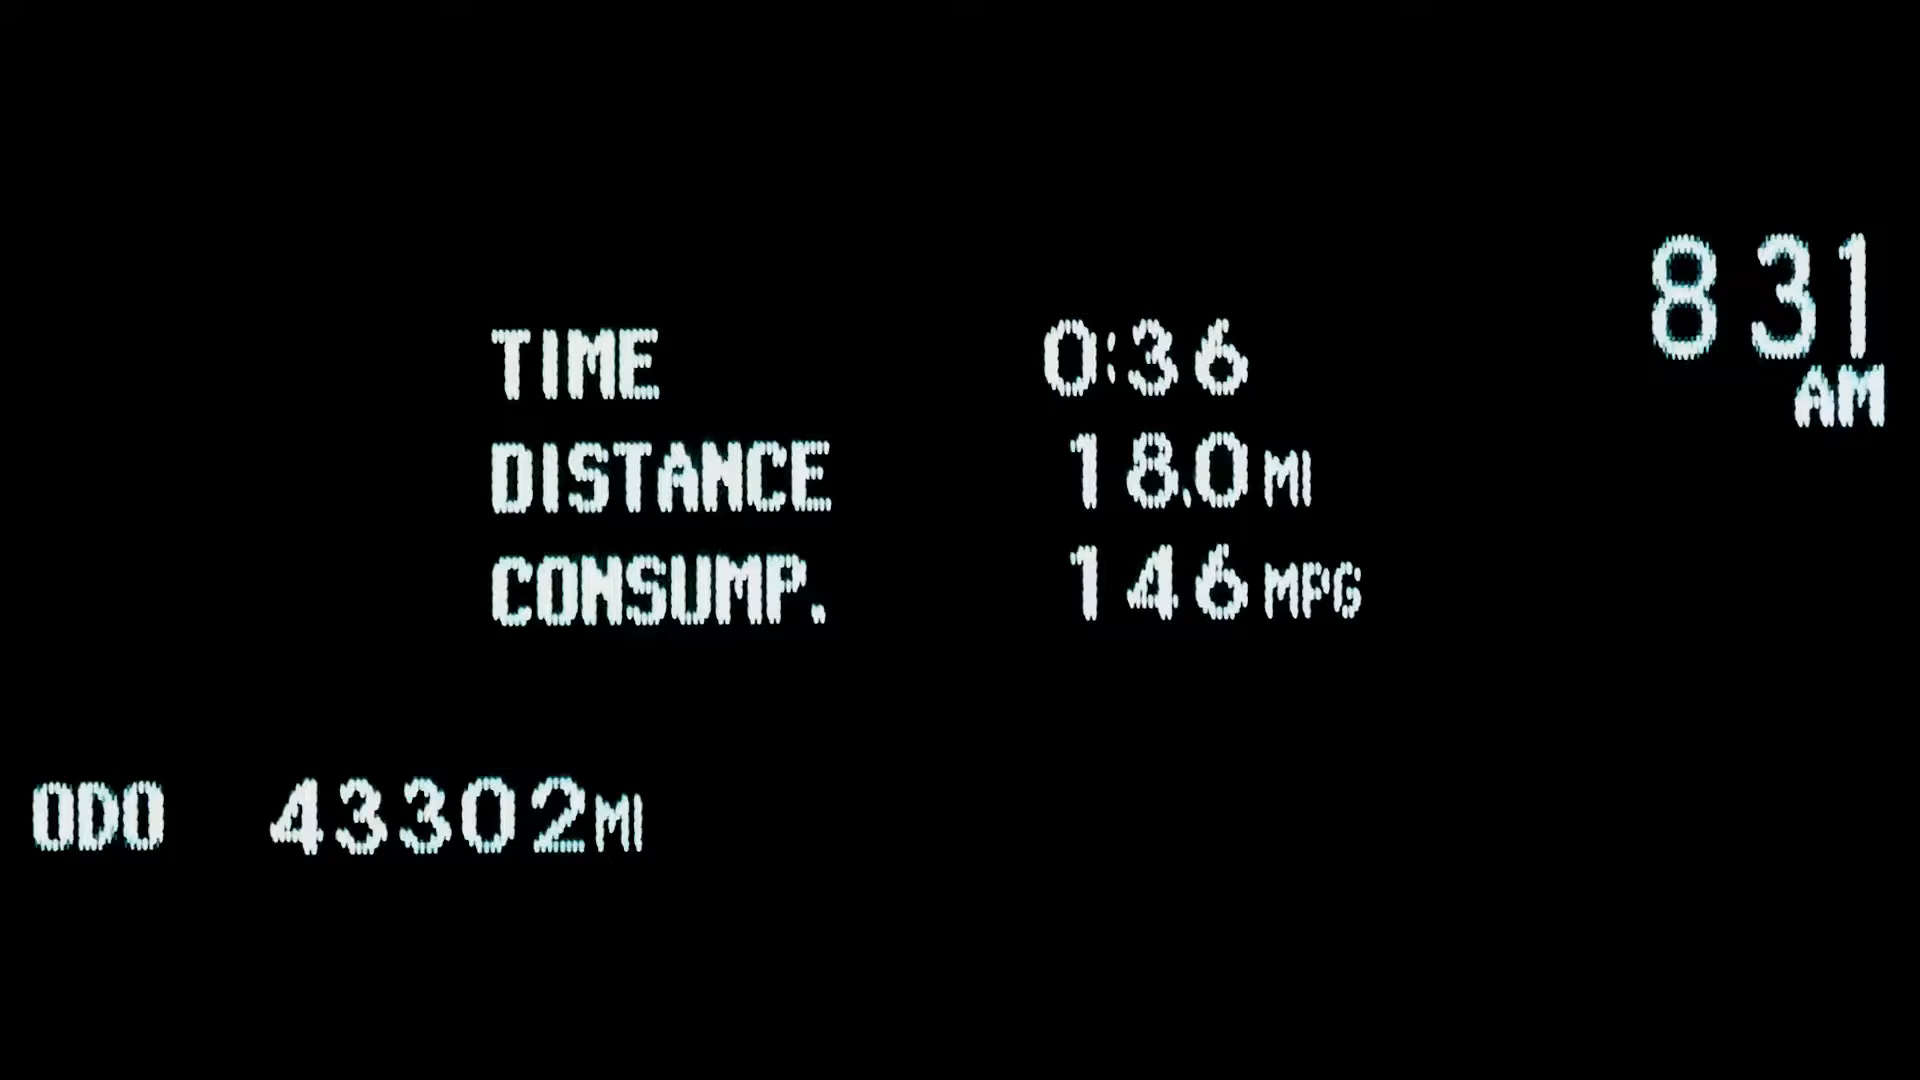 8 31
AM
TIME 0:36
DISTANCE 18.0 MI
CONSUMP. 146 MPG
ODO 43302 MI